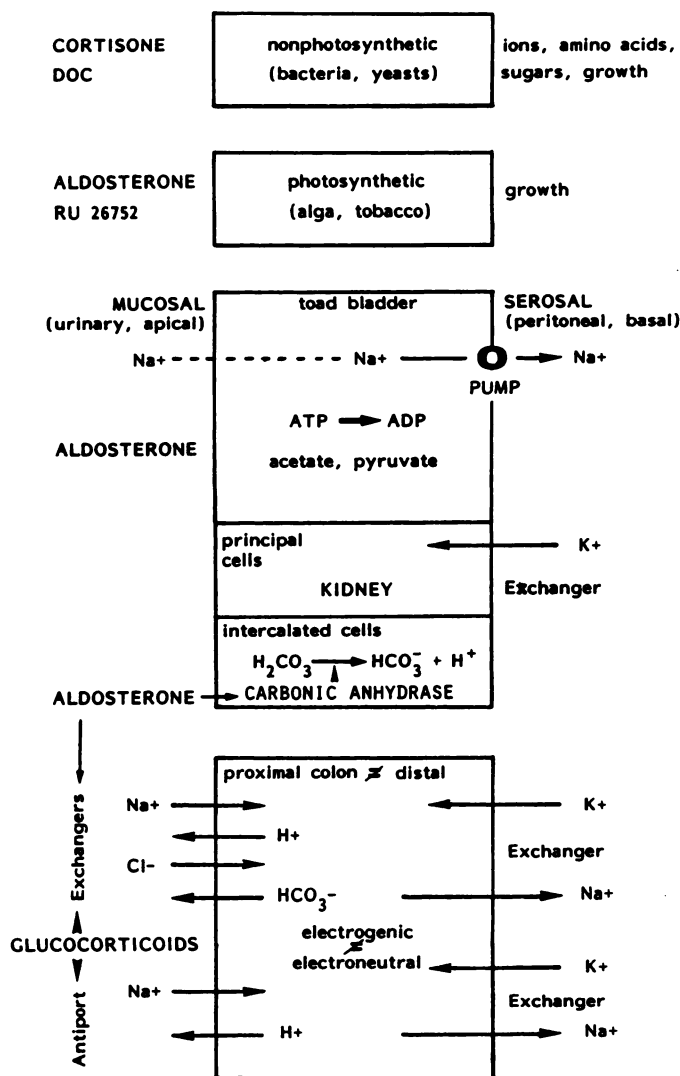 CORTISONE
DOC
nonphotosynthetic
(bacteria, yeasts)
ions, amino acids,
sugars, growth
ALDOSTERONE
RU 26752
photosynthetic
(alga, tobacco)
growth
MUCOSAL
(urinary, apical)
toad bladder
SEROSAL
(peritoneal, basal)
Na+ Na+ Na+
PUMP
ATP → ADP
ALDOSTERONE
acetate, pyruvate
principal
cells
K+
KIDNEY
Exchanger
intercalated cells
H₂CO₃ → HCO₃⁻ + H⁺
ALDOSTERONE → CARBONIC ANHYDRASE
proximal colon ≠ distal
Exchangers
Na+
K+
H+
Cl-
Exchanger
HCO₃-
Na+
GLUCOCORTICOIDS
electrogenic
≠
electroneutral
K+
Antiport
Na+
Exchanger
H+
Na+